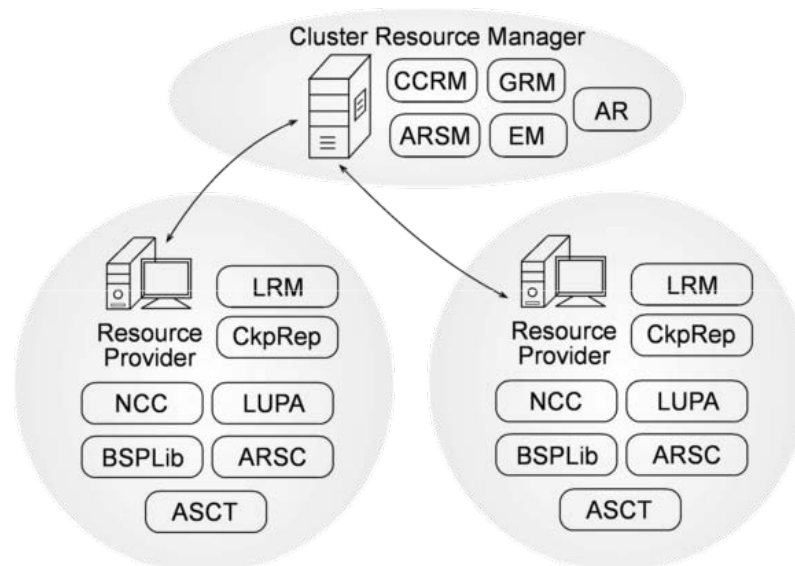 Cluster Resource Manager
CCRM
GRM
AR
ARSM
EM
LRM
Resource
Provider
CkpRep
NCC
LUPA
BSPLib
ARSC
ASCT
LRM
Resource
Provider
CkpRep
NCC
LUPA
BSPLib
ARSC
ASCT